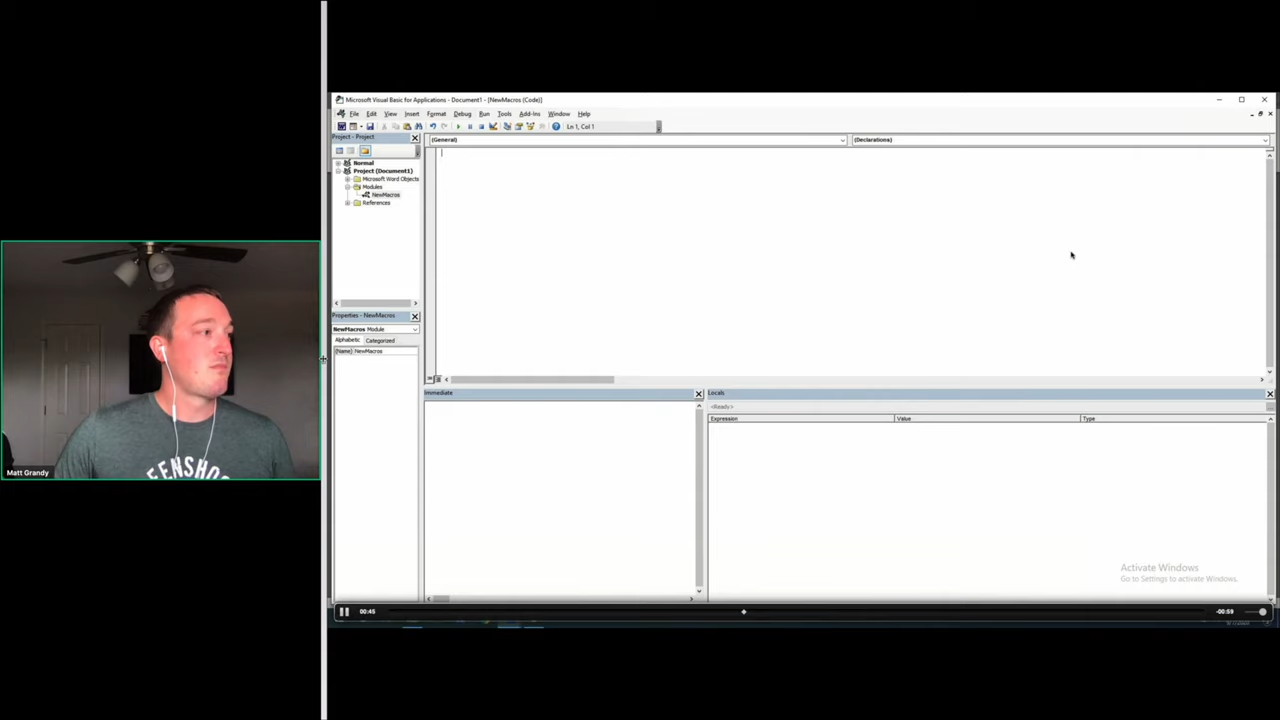 Microsoft Visual Basic for Applications - Document1 - [NewMacros (Code)]
File Edit View Insert Format Debug Run Tools Add-Ins Window Help
Ln 1, Col 1
Project - Project
(General)
(Declarations)
Normal
Project (Document1)
Microsoft Word Objects
Modules
NewMacros
References
Properties - NewMacros
NewMacros Module
Alphabetic Categorized
(Name) NewMacros
Immediate
Locals
<Ready>
Expression Value Type
Matt Grandy
Activate Windows
Go to Settings to activate Windows.
00:45
-00:59